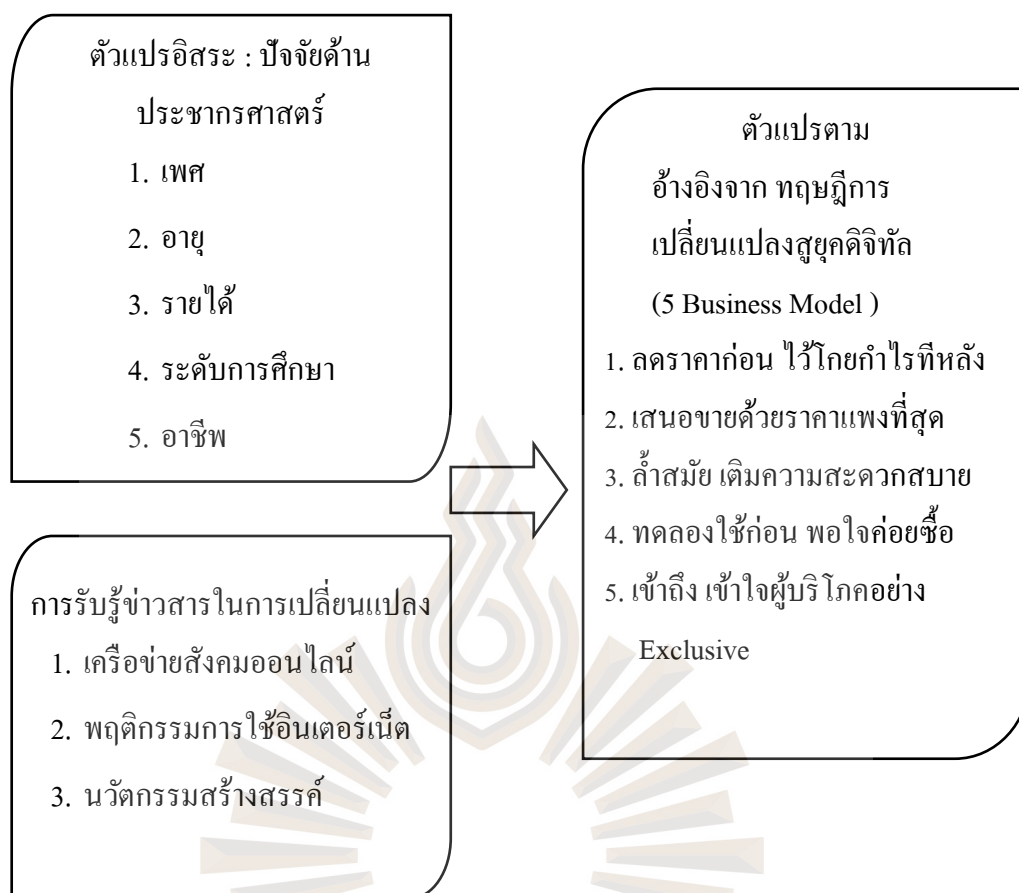 ตัวแปรอิสระ : ปัจจัยด้าน
ประชากรศาสตร์
1. เพศ
2. อายุ
3. รายได้
4. ระดับการศึกษา
5. อาชีพ
การรับรู้ข่าวสารในการเปลี่ยนแปลง
1. เครือข่ายสังคมออนไลน์
2. พฤติกรรมการใช้อินเตอร์เน็ต
3. นวัตกรรมสร้างสรรค์
ตัวแปรตาม
อ้างอิงจาก ทฤษฎีการ
เปลี่ยนแปลงสูยุคดิจิทัล
(5 Business Model )
1. ลดราคาก่อน ไว้โกยกำไรทีหลัง
2. เสนอขายด้วยราคาแพงที่สุด
3. ล้ำสมัย เติมความสะดวกสบาย
4. ทดลองใช้ก่อน พอใจค่อยซื้อ
5. เข้าถึง เข้าใจผู้บริโภคอย่าง
Exclusive